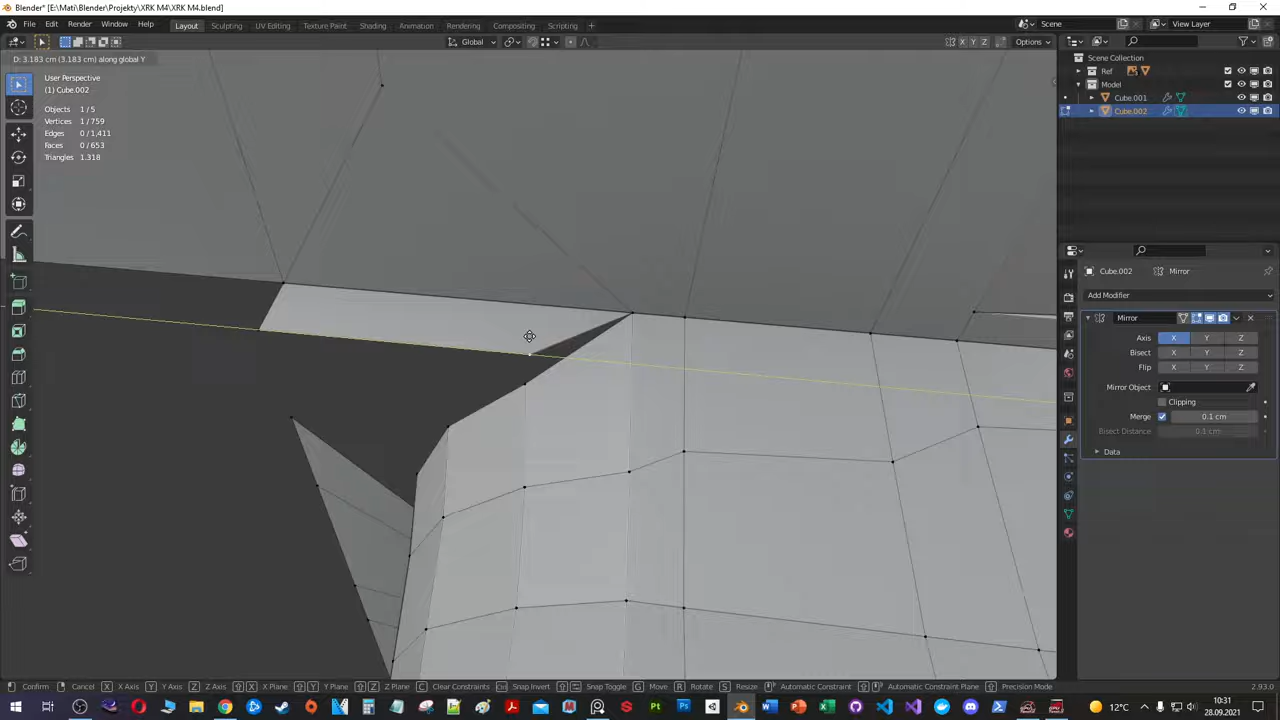 Blender* [E:\Mati\Blender\Projekty\XRK M4\XRK M4.blend]
File Edit Render Window Help Layout Sculpting UV Editing Texture Paint Shading Animation Rendering Compositing Scripting + Scene View Layer
Global X Y Z Options
D: 3.183 cm (3.183 cm) along global Y
User Perspective
(1) Cube.002
Objects 1 / 5
Vertices 1 / 759
Edges 0 / 1,411
Faces 0 / 653
Triangles 1.318
Scene Collection
Ref
Model
Cube.001
Cube.002
Cube.002 Mirror
Add Modifier
Mirror
Axis X Y Z
Bisect X Y Z
Flip X Y Z
Mirror Object
Clipping
Merge 0.1 cm
Bisect Distance 0.1 cm
Data
Confirm Cancel X X Axis Y Y Axis Z Z Axis X X Plane Y Y Plane Z Z Plane C Clear Constraints Snap Invert Snap Toggle G Move R Rotate S Resize Automatic Constraint Automatic Constraint Plane Precision Mode 2.93.0
12°C 10:31
28.09.2021